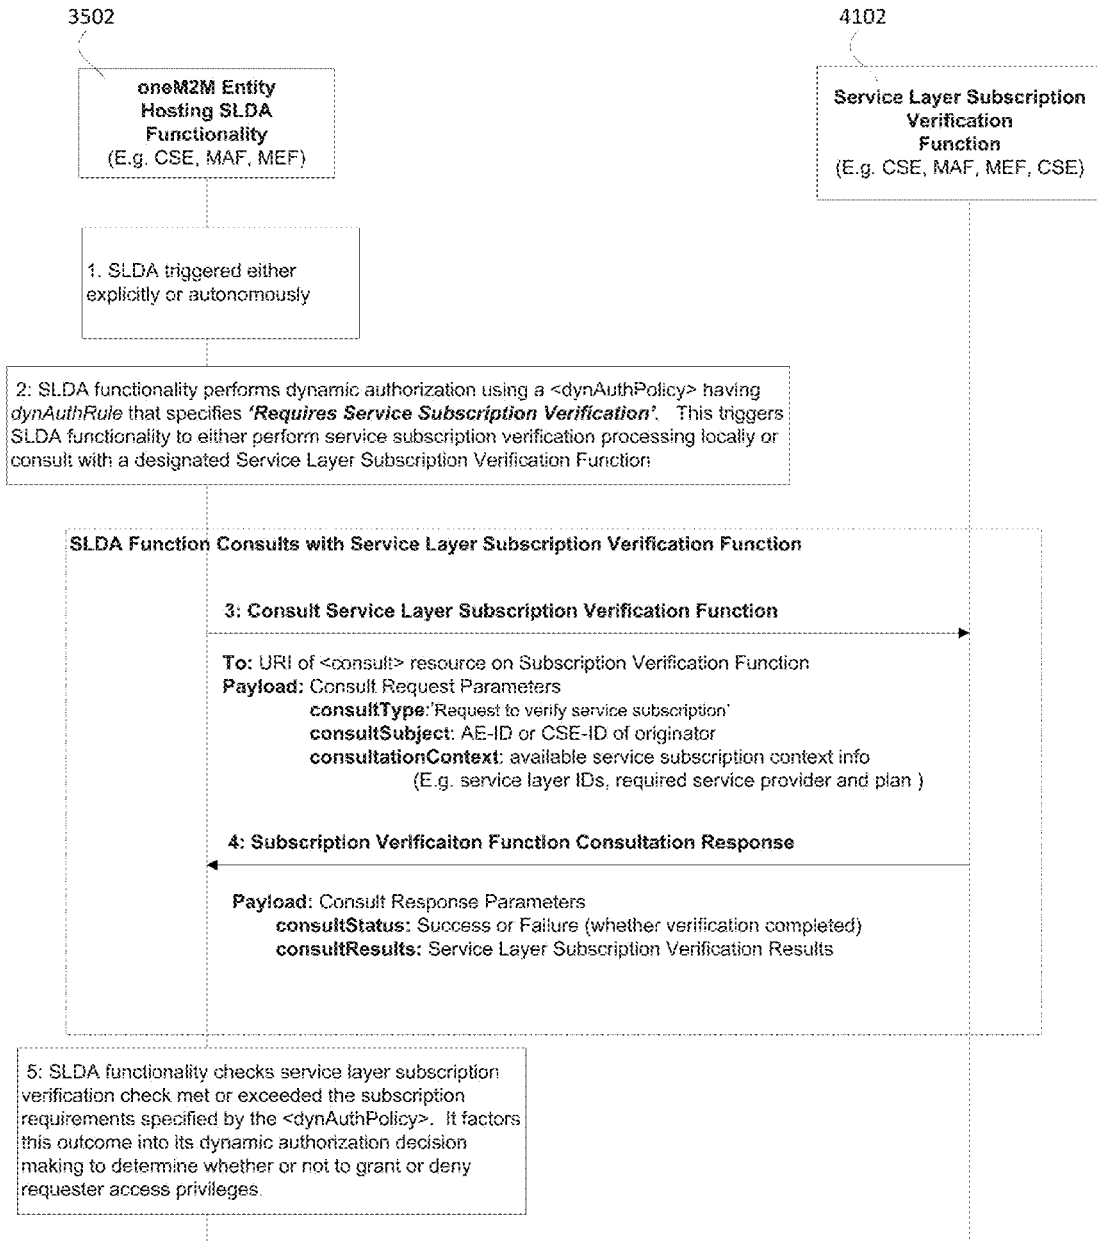 3502
4102
oneM2M Entity
Hosting SLDA
Functionality
(E.g. CSE, MAF, MEF)
Service Layer Subscription
Verification
Function
(E.g. CSE, MAF, MEF, CSE)
1. SLDA triggered either
explicitly or autonomously
2: SLDA functionality performs dynamic authorization using a <dynAuthPolicy> having
dynAuthRule that specifies 'Requires Service Subscription Verification'. This triggers
SLDA functionality to either perform service subscription verification processing locally or
consult with a designated Service Layer Subscription Verification Function
SLDA Function Consults with Service Layer Subscription Verification Function
3: Consult Service Layer Subscription Verification Function
To: URI of <consult> resource on Subscription Verification Function
Payload: Consult Request Parameters
consultType:'Request to verify service subscription'
consultSubject: AE-ID or CSE-ID of originator
consultationContext: available service subscription context info
(E.g. service layer IDs, required service provider and plan )
4: Subscription Verificaiton Function Consultation Response
Payload: Consult Response Parameters
consultStatus: Success or Failure (whether verification completed)
consultResults: Service Layer Subscription Verification Results
5: SLDA functionality checks service layer subscription
verification check met or exceeded the subscription
requirements specified by the <dynAuthPolicy>. It factors
this outcome into its dynamic authorization decision
making to determine whether or not to grant or deny
requester access privileges.